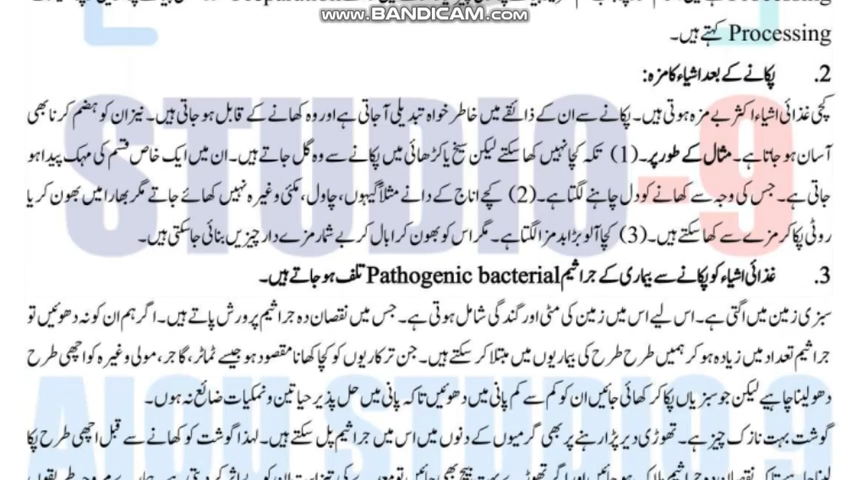 WWW.BANDICAM.COM
Processing کہتے ہیں۔
2. پکانے کے بعد اشیاء کا مزہ:
کچی غذائی اشیاء اکثر بے مزہ ہوتی ہیں۔ پکانے سے ان کے ذائقے میں خاطر خواہ تبدیلی آ جاتی ہے اور وہ کھانے کے قابل ہو جاتی ہیں۔ نیز ان کو ہضم کرنا بھی
آسان ہو جاتا ہے۔ مثال کے طور پر۔ (1) تکہ کچا نہیں کھا سکتے لیکن سیخ یا کڑھائی میں پکانے سے وہ گل جاتے ہیں۔ ان میں ایک خاص قسم کی مہک پیدا ہو
جاتی ہے۔ جس کی وجہ سے کھانے کو دل چاہنے لگتا ہے۔ (2) کچے اناج کے دانے مثلاً گیہوں، چاول، مکئی وغیرہ نہیں کھائے جاتے مگر بھارا میں بھون کر یا
روٹی پکا کر مزے سے کھا سکتے ہیں۔ (3) کچا آلو بڑا بدمزا لگتا ہے۔ مگر اس کو بھون کر ابال کر بے شمار مزے دار چیزیں بنائی جا سکتی ہیں۔
3. غذائی اشیاء کو پکانے سے بیماری کے جراثیم Pathogenic bacterial تلف ہو جاتے ہیں۔
سبزی زمین میں اگتی ہے۔ اس لیے اس میں زمین کی مٹی اور گندگی شامل ہوتی ہے۔ جس میں نقصان دہ جراثیم پرورش پاتے ہیں۔ اگر ہم ان کو نہ دھوئیں تو
جراثیم تعداد میں زیادہ ہو کر ہمیں طرح طرح کی بیماریوں میں مبتلا کر سکتے ہیں۔ جن ترکاریوں کو کچا کھانا مقصود ہو جیسے ٹماٹر، گاجر، مولی وغیرہ کو اچھی طرح
دھو لینا چاہیے لیکن جو سبزیاں پکا کر کھائی جائیں ان کو کم سے کم پانی میں دھوئیں تاکہ پانی میں حل پذیر حیاتین و نمکیات ضائع نہ ہوں۔
گوشت بہت نازک چیز ہے۔ تھوڑی دیر پڑا رہنے پر بھی گرمیوں کے دنوں میں اس میں جراثیم پل سکتے ہیں۔ لہذا گوشت کو کھانے سے قبل اچھی طرح پکا
STUDIO-9
AIOU STUDIO 9